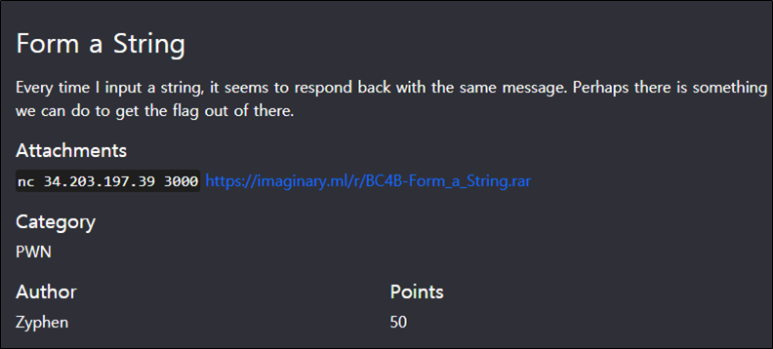 Form a String
Every time I input a string, it seems to respond back with the same message. Perhaps there is something
we can do to get the flag out of there.
Attachments
nc 34.203.197.39 3000 https://imaginary.ml/r/BC4B-Form_a_String.rar
Category
PWN
Author Points
Zyphen 50